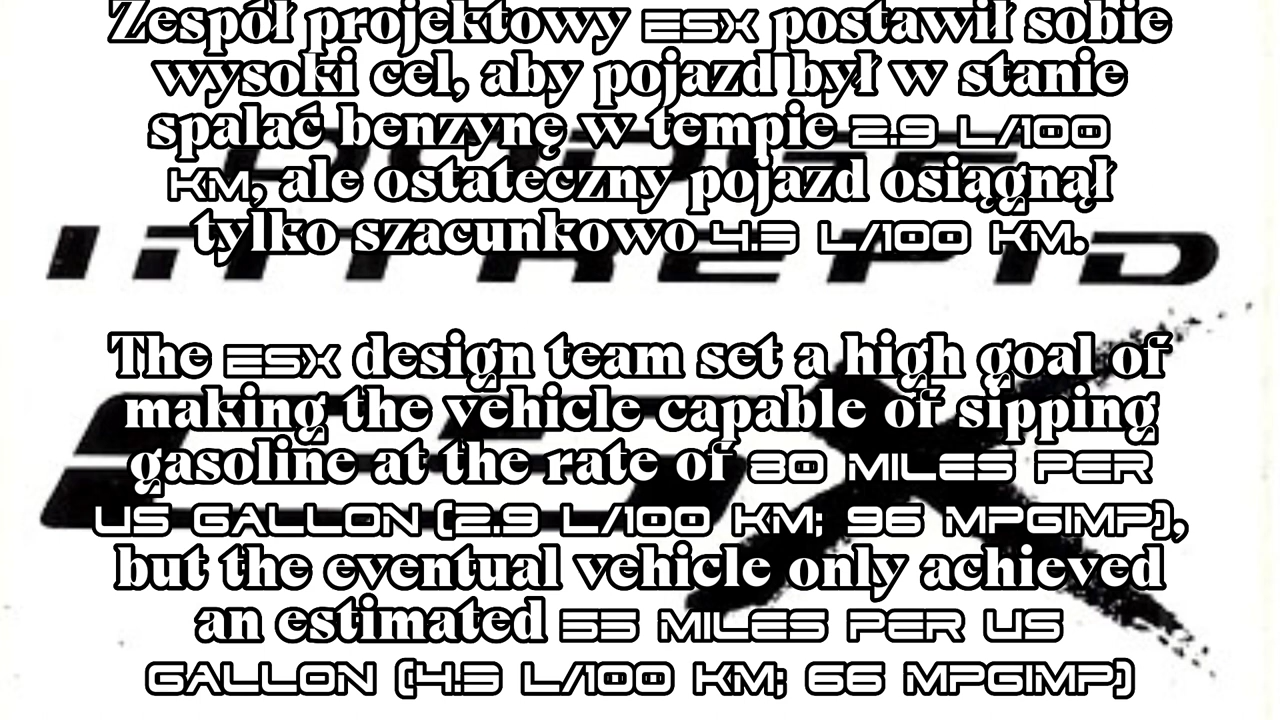 Zespół projektowy ESX postawił sobie
wysoki cel, aby pojazd był w stanie
spalać benzynę w tempie 2.9 L/100
KM, ale ostateczny pojazd osiągnął
tylko szacunkowo 4.3 L/100 KM.
INTREPID
The ESX design team set a high goal of
making the vehicle capable of sipping
gasoline at the rate of 80 MILES PER
US GALLON (2.9 L/100 KM; 96 MPGIMP),
but the eventual vehicle only achieved
an estimated 55 MILES PER US
GALLON (4.3 L/100 KM; 66 MPGIMP)